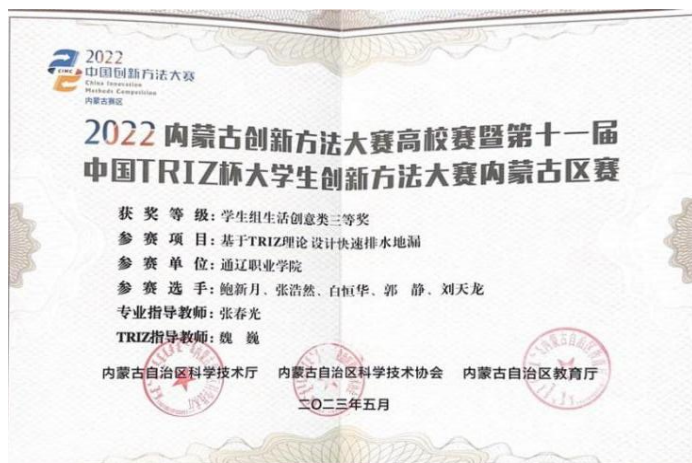 2022
中国创新方法大赛
China Innovation
Methods Competition
内蒙古赛区
2022内蒙古创新方法大赛高校赛暨第十一届
中国TRIZ杯大学生创新方法大赛内蒙古区赛
获奖等级：学生组生活创意类三等奖
参赛项目：基于TRIZ理论 设计快速排水地漏
参赛单位：通辽职业学院
参赛选手：鲍新月、张浩然、白恒华、郭 静、刘天龙
专业指导教师：张春光
TRIZ指导教师：魏 巍
内蒙古自治区科学技术厅 内蒙古自治区科学技术协会 内蒙古自治区教育厅
二〇二三年五月